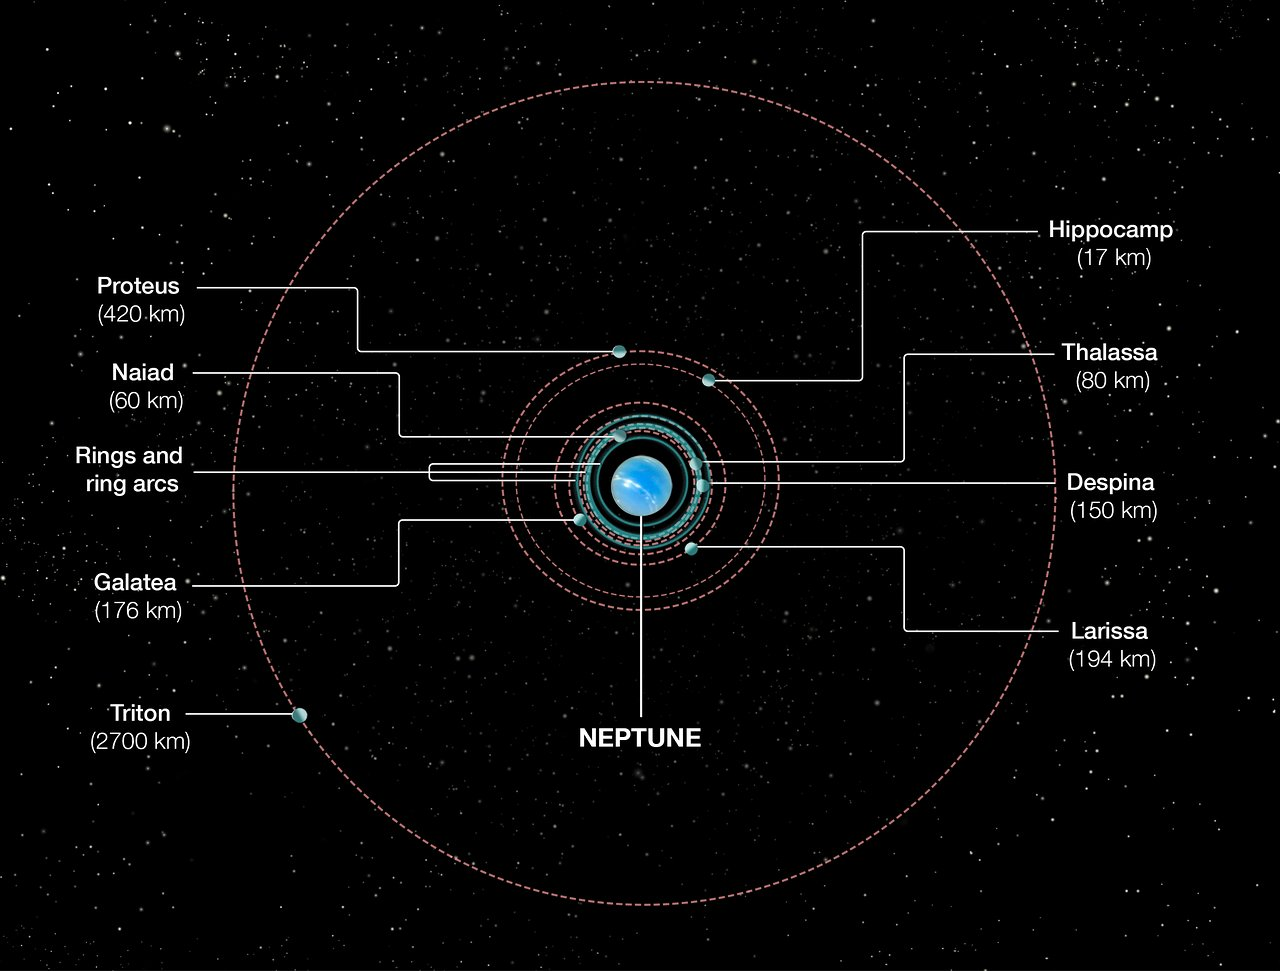 Hippocamp
(17 km)
Proteus
(420 km)
Thalassa
(80 km)
Naiad
(60 km)
Rings and
ring arcs
Despina
(150 km)
Galatea
(176 km)
Larissa
(194 km)
Triton
(2700 km)
NEPTUNE